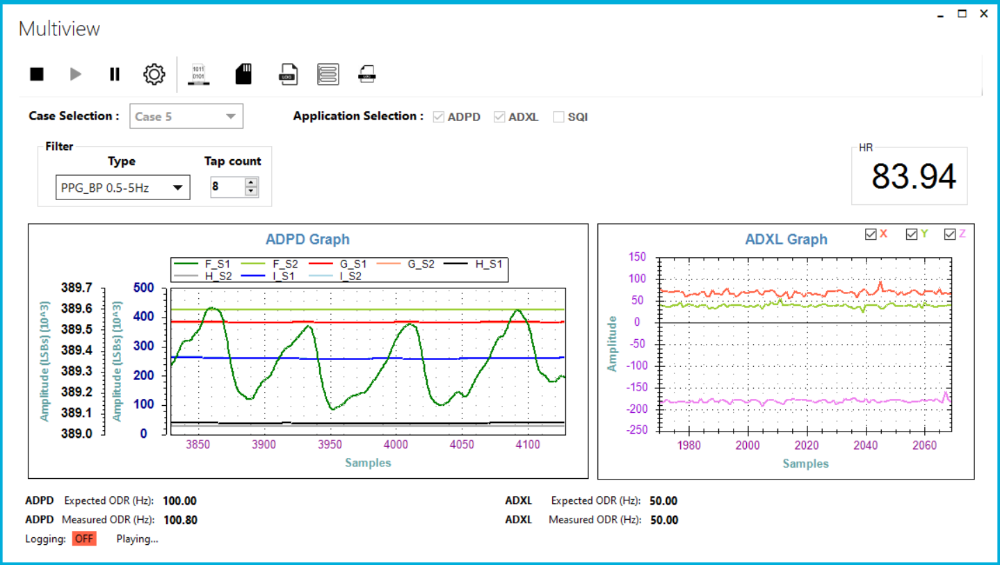 Multiview
1011
0101
LOG
Case Selection : Case 5 Application Selection : ADPD ADXL SQI
Filter
Type Tap count
PPG_BP 0.5-5Hz 8
HR
83.94
ADPD Graph
F_S1 F_S2 G_S1 G_S2 H_S1
H_S2 I_S1 I_S2
Amplitude (LSBs) (10^3)
389.7
389.6
389.5
389.4
389.3
389.2
389.1
389.0
Amplitude (LSBs) (10^3)
500
400
300
200
100
0
3850 3900 3950 4000 4050 4100
Samples
ADXL Graph X Y Z
Amplitude
150
100
50
0
-50
-100
-150
-200
-250
1980 2000 2020 2040 2060
Samples
ADPD Expected ODR (Hz): 100.00 ADXL Expected ODR (Hz): 50.00
ADPD Measured ODR (Hz): 100.80 ADXL Measured ODR (Hz): 50.00
Logging: OFF Playing...